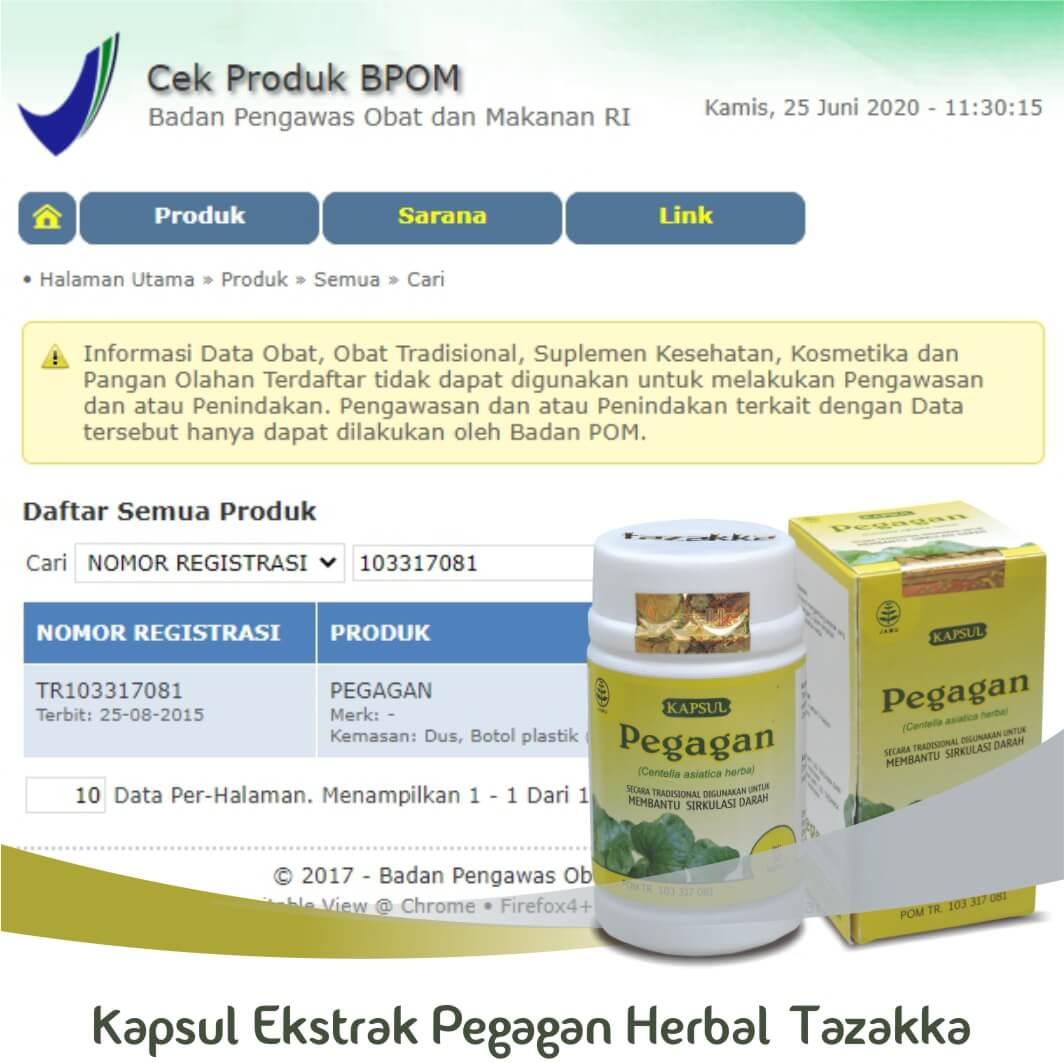 Cek Produk BPOM
Badan Pengawas Obat dan Makanan RI
Kamis, 25 Juni 2020 - 11:30:15
Produk
Sarana
Link
• Halaman Utama » Produk » Semua » Cari
Informasi Data Obat, Obat Tradisional, Suplemen Kesehatan, Kosmetika dan
Pangan Olahan Terdaftar tidak dapat digunakan untuk melakukan Pengawasan
dan atau Penindakan. Pengawasan dan atau Penindakan terkait dengan Data
tersebut hanya dapat dilakukan oleh Badan POM.
Daftar Semua Produk
Cari NOMOR REGISTRASI 103317081
NOMOR REGISTRASI PRODUK
TR103317081 PEGAGAN
Terbit: 25-08-2015 Merk: -
Kemasan: Dus, Botol plastik
10 Data Per-Halaman. Menampilkan 1 - 1 Dari 1
© 2017 - Badan Pengawas Ob
View @ Chrome • Firefox4+
tazakka
KAPSUL
Pegagan
(Centella asiatica herba)
SECARA TRADISIONAL DIGUNAKAN UNTUK
MEMBANTU SIRKULASI DARAH
POM TR. 103 317 081
KAPSUL
Pegagan
JAMU
KAPSUL
Pegagan
(Centella asiatica herba)
SECARA TRADISIONAL DIGUNAKAN UNTUK
MEMBANTU SIRKULASI DARAH
POM TR. 103 317 081
Kapsul Ekstrak Pegagan Herbal Tazakka